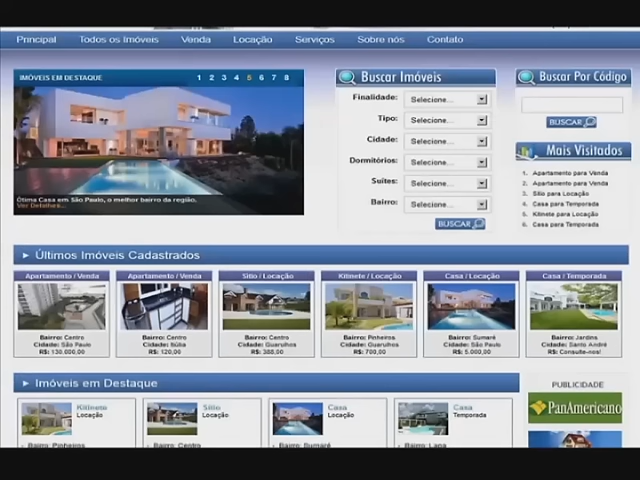 Principal Todos os Imóveis Venda Locação Serviços Sobre nós Contato
IMÓVEIS EM DESTAQUE 1 2 3 4 5 6 7 8
Ótima Casa em São Paulo, o melhor bairro da região.
Ver Detalhes...
Buscar Imóveis
Finalidade: Selecione...
Tipo: Selecione...
Cidade: Selecione...
Dormitórios: Selecione...
Suítes: Selecione...
Bairro: Selecione...
BUSCAR
Buscar Por Código
BUSCAR
Mais Visitados
1. Apartamento para Venda
2. Apartamento para Venda
3. Sítio para Locação
4. Casa para Temporada
5. Kitinete para Locação
6. Casa para Temporada
Últimos Imóveis Cadastrados
Apartamento / Venda
Bairro: Centro
Cidade: São Paulo
R$: 130.000,00
Apartamento / Venda
Bairro: Centro
Cidade:
R$: 120,00
Sítio / Locação
Bairro: Centro
Cidade: Guarulhos
R$: 388,00
Kitinete / Locação
Bairro: Pinheiros
Cidade: Guarulhos
R$: 700,00
Casa / Locação
Bairro: Sumaré
Cidade: São Paulo
R$: 5.000,00
Casa / Temporada
Bairro: Jardins
Cidade: Santo André
R$: Consulte-nos!
Imóveis em Destaque
Kitinete
Locação
Bairro: Pinheiros
Sítio
Locação
Bairro: Centro
Casa
Locação
Bairro: Sumaré
Casa
Temporada
Bairro: Lapa
PUBLICIDADE
PanAmericano